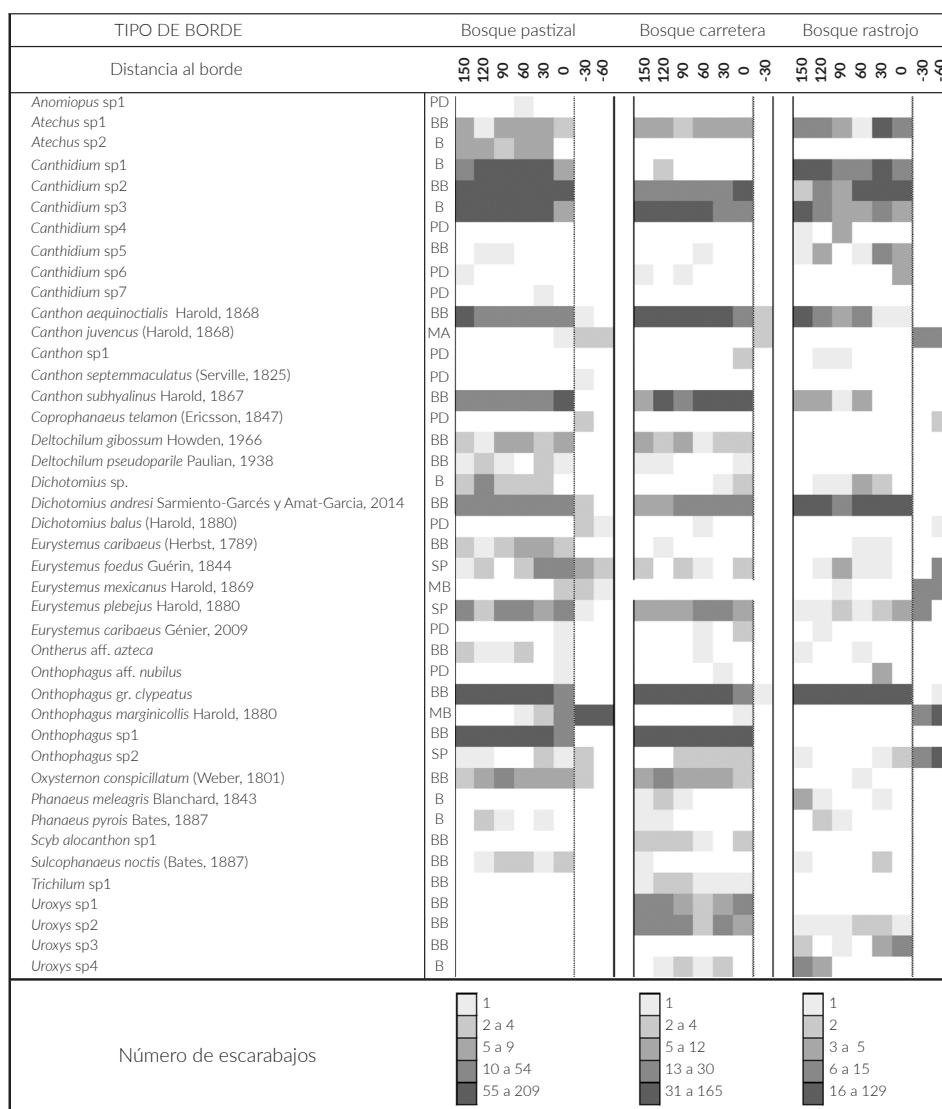 TIPO DE BORDE Bosque pastizal Bosque carretera Bosque rastrojo
Distancia al borde 150 120 90 60 30 0 -30 -60 150 120 90 60 30 0 -30 150 120 90 60 30 0 -30 -60
Anomiopus sp1 PD
Atechus sp1 BB
Atechus sp2 B
Canthidium sp1 B
Canthidium sp2 BB
Canthidium sp3 B
Canthidium sp4 PD
Canthidium sp5 BB
Canthidium sp6 PD
Canthidium sp7 PD
Canthon aequinoctialis Harold, 1868 BB
Canthon juvencus (Harold, 1868) MA
Canthon sp1 PD
Canthon septemmaculatus (Serville, 1825) PD
Canthon subhyalinus Harold, 1867 BB
Coprophanaeus telamon (Ericsson, 1847) PD
Deltochilum gibossum Howden, 1966 BB
Deltochilum pseudoparile Paulian, 1938 BB
Dichotomius sp. B
Dichotomius andresi Sarmiento-Garcés y Amat-Garcia, 2014 BB
Dichotomius balus (Harold, 1880) PD
Eurystemus caribaeus (Herbst, 1789) BB
Eurystemus foedus Guérin, 1844 SP
Eurystemus mexicanus Harold, 1869 MB
Eurystemus plebejus Harold, 1880 SP
Eurystemus caribaeus Génier, 2009 PD
Ontherus aff. azteca BB
Onthophagus aff. nubilus PD
Onthophagus gr. clypeatus BB
Onthophagus marginicollis Harold, 1880 MB
Onthophagus sp1 BB
Onthophagus sp2 SP
Oxysternon conspicillatum (Weber, 1801) BB
Phanaeus meleagris Blanchard, 1843 B
Phanaeus pyrois Bates, 1887 B
Scyb alocanthon sp1 BB
Sulcophanaeus noctis (Bates, 1887) BB
Trichilum sp1 BB
Uroxys sp1 BB
Uroxys sp2 BB
Uroxys sp3 BB
Uroxys sp4 B
Número de escarabajos
1 1 1
2 a 4 2 a 4 2
5 a 9 5 a 12 3 a 5
10 a 54 13 a 30 6 a 15
55 a 209 31 a 165 16 a 129